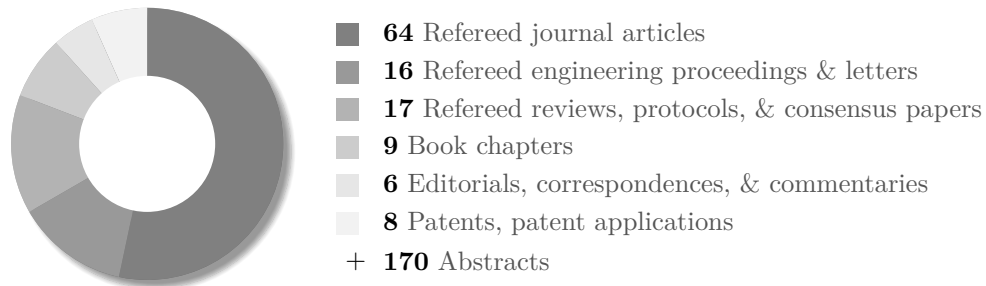 64 Refereed journal articles
16 Refereed engineering proceedings & letters
17 Refereed reviews, protocols, & consensus papers
9 Book chapters
6 Editorials, correspondences, & commentaries
8 Patents, patent applications
+ 170 Abstracts